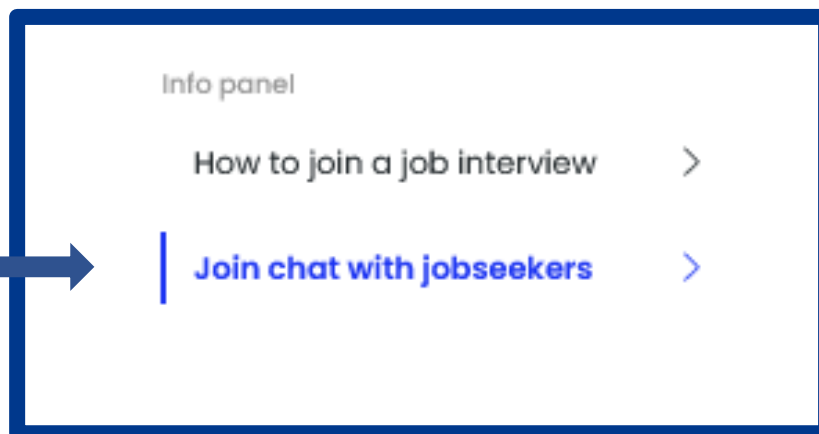 Info panel
How to join a job interview
Join chat with jobseekers